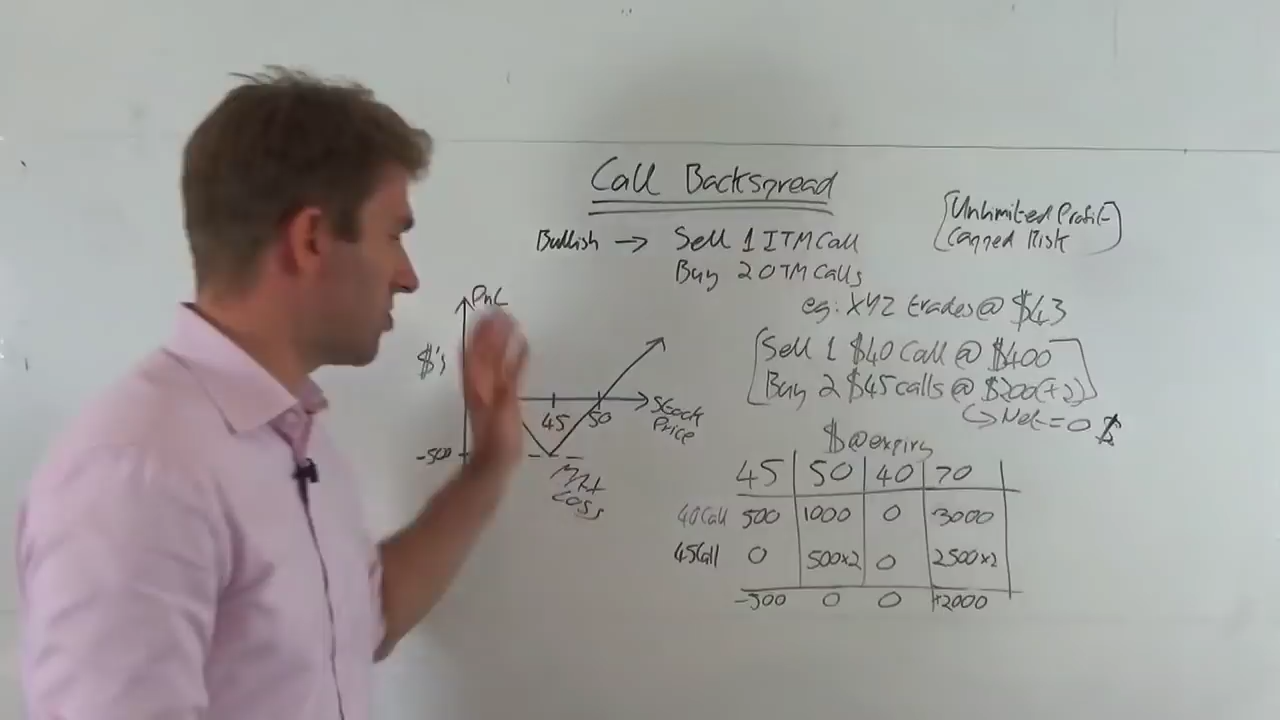 Call Backspread
[Unlimited Profit]
[Capped Risk]
Bullish → Sell 1 ITM Call
Buy 2 OTM Calls
eg: XYZ trades @ $43
[Sell 1 $40 Call @ $400]
[Buy 2 $45 calls @ $200 (x2)]
↳ Net = 0 $
PnL
$'s
45 50
Stock
Price
-500
Max
Loss
$ @ expiry
45 | 50 | 40 | 70
40 Call 500 1000 0 3000
45 Call 0 500x2 0 2500x2
-500 0 0 +2000